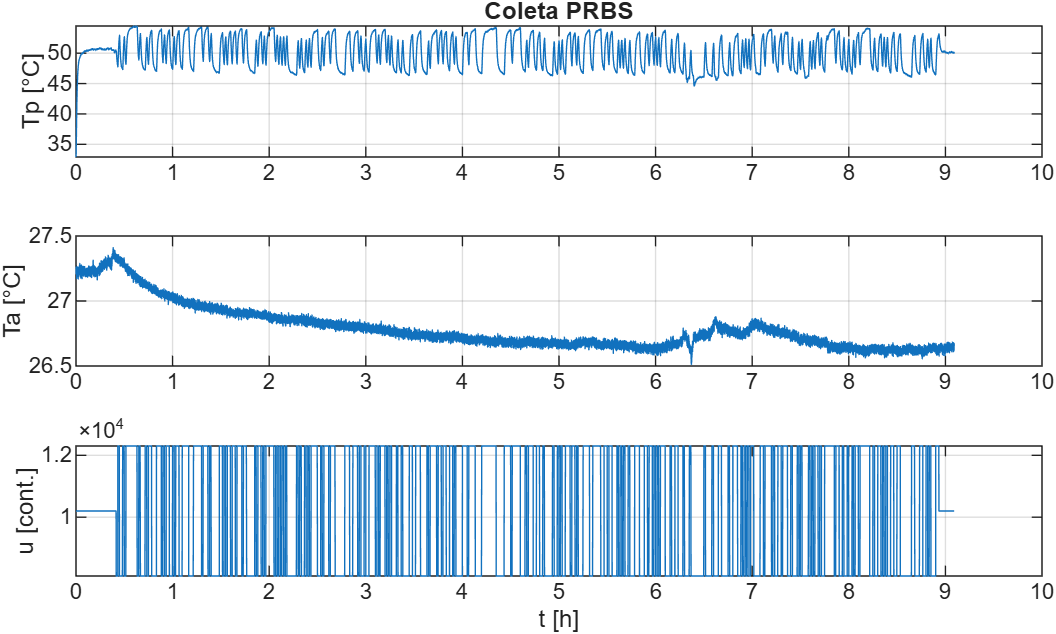 Coleta PRBS
Tp [°C]
50
45
40
35
0 1 2 3 4 5 6 7 8 9 10
Ta [°C]
27.5
27
26.5
0 1 2 3 4 5 6 7 8 9 10
×10⁴
u [cont.]
1.2
1
0 1 2 3 4 5 6 7 8 9 10
t [h]